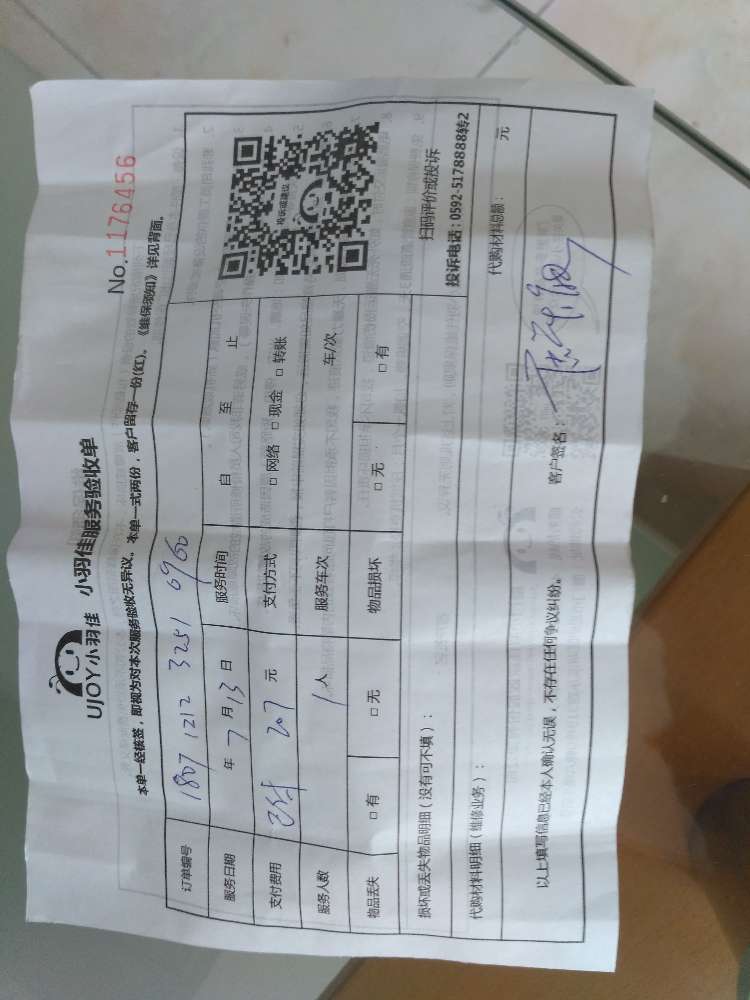 No.1176456
UJOY小羽佳 小羽佳服务验收单
本单一经核签，即视为对本次服务验收无异议。本单一式两份，客户留存一份(红)。《维保须知》详见背面。
订单编号 1807 1212 3251 0960
服务日期 年 7 月 13 日 服务时间 自 至 止
支付费用 207 元 支付方式 □ 网络 □ 现金 □ 转账
服务人数 1 人 服务车次 车/次
物品丢失 □ 有 □ 无 物品损坏 □ 无 □ 有
投诉或建议
扫码评价或投诉
投诉电话：0592-5178888转2
损坏或丢失物品明细（没有可不填）：
代购材料明细（维修业务）： 代购材料总额： 元
以上填写信息已经本人确认无误，不存在任何争议纠纷。 客户签名：